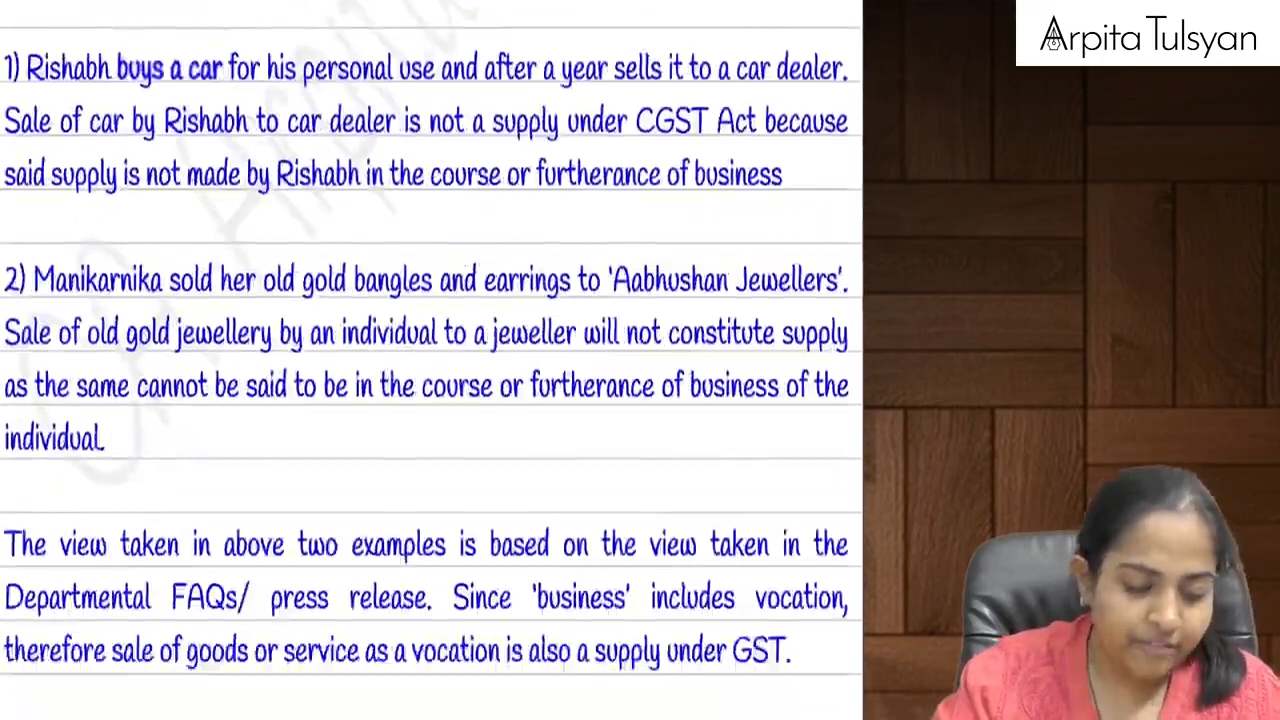 Arpita Tulsyan
1) Rishabh buys a car for his personal use and after a year sells it to a car dealer.
Sale of car by Rishabh to car dealer is not a supply under CGST Act because
said supply is not made by Rishabh in the course or furtherance of business
2) Manikarnika sold her old gold bangles and earrings to 'Aabhushan Jewellers'.
Sale of old gold jewellery by an individual to a jeweller will not constitute supply
as the same cannot be said to be in the course or furtherance of business of the
individual.
The view taken in above two examples is based on the view taken in the
Departmental FAQs/ press release. Since 'business' includes vocation,
therefore sale of goods or service as a vocation is also a supply under GST.